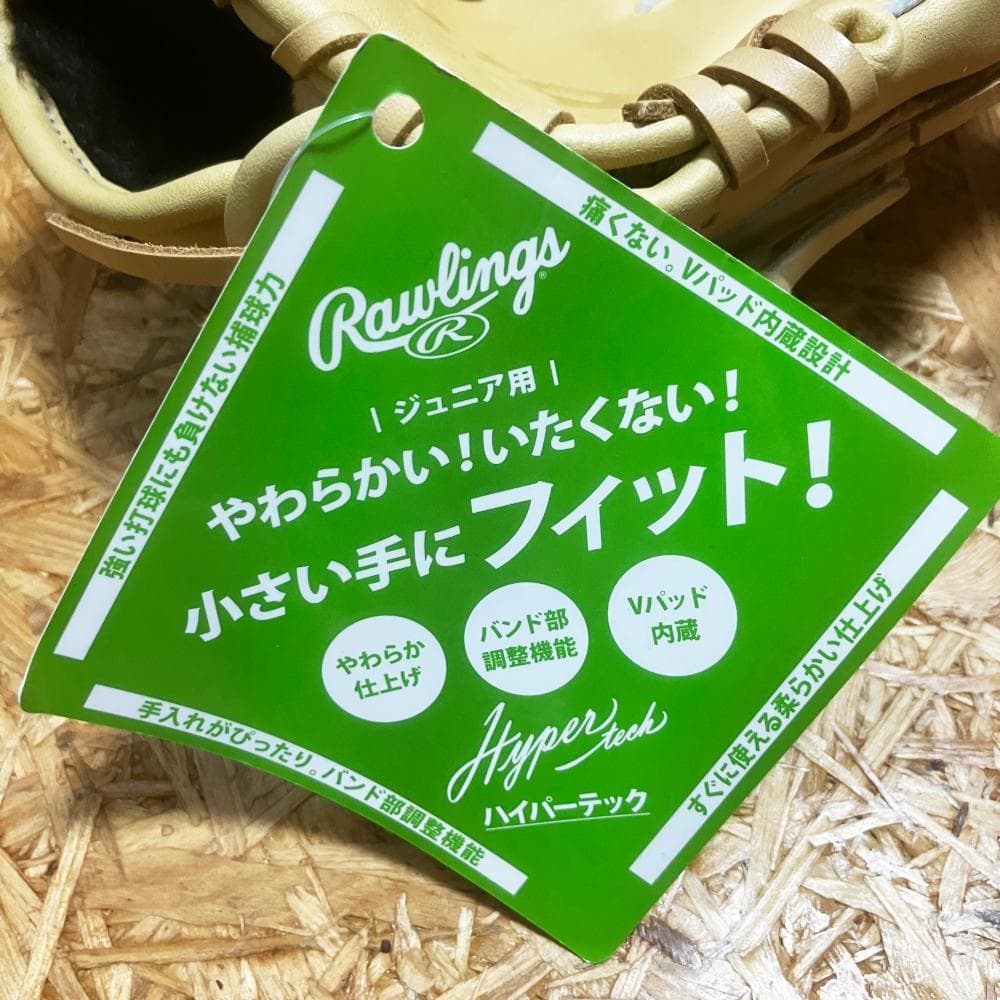 Rawlings
R
ジュニア用
やわらかい!いたくない!
小さい手にフィット!
やわらか
仕上げ
バンド部
調整機能
Vパッド
内蔵
Hyper tech
ハイパーテック
強い打球にも負けない捕球力
痛くない。Vパッド内蔵設計
すぐに使える柔らかい仕上げ
手入れがぴったり。バンド部調整機能